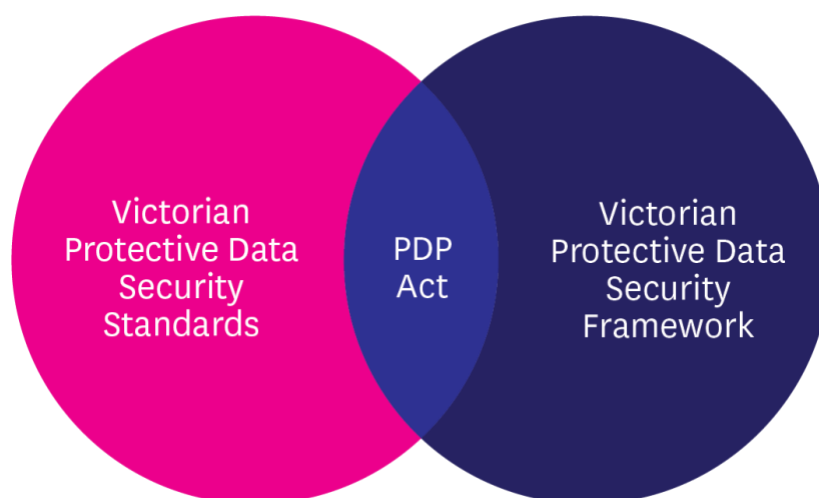 Victorian
Protective Data
Security
Standards
PDP
Act
Victorian
Protective Data
Security
Framework